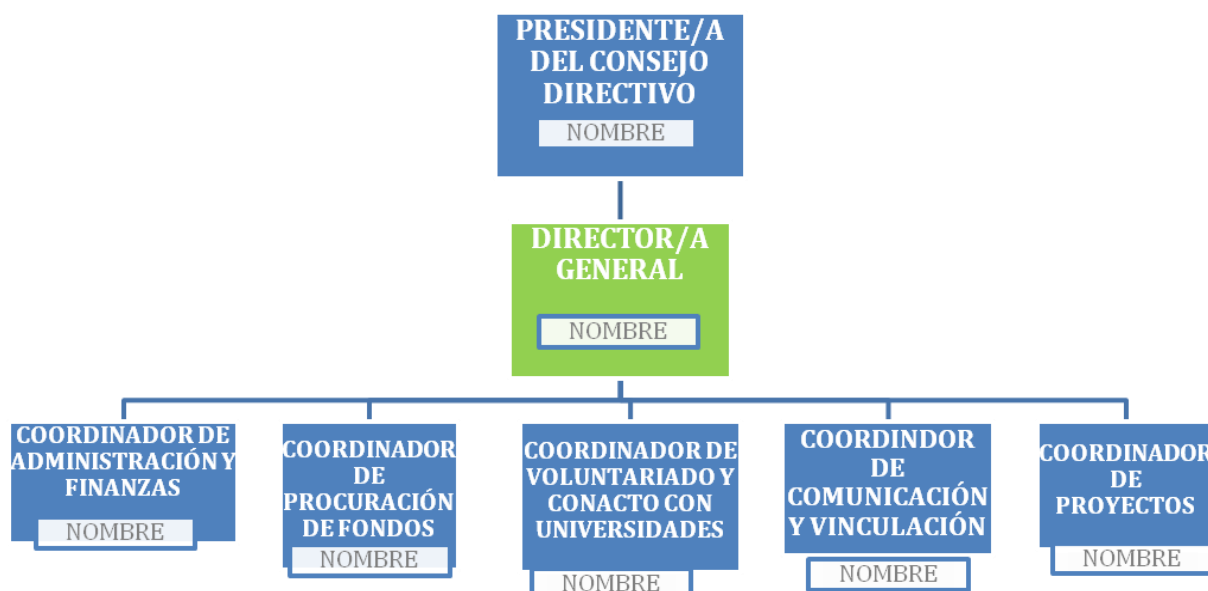 PRESIDENTE/A
DEL CONSEJO
DIRECTIVO
NOMBRE
DIRECTOR/A
GENERAL
NOMBRE
COORDINADOR DE
ADMINISTRACIÓN Y
FINANZAS
NOMBRE
COORDINADOR
DE
PROCURACIÓN
DE FONDOS
NOMBRE
COORDINADOR DE
VOLUNTARIADO Y
CONACTO CON
UNIVERSIDADES
NOMBRE
COORDINDOR
DE
COMUNICACIÓN
Y VINCULACIÓN
NOMBRE
COORDINADOR
DE
PROYECTOS
NOMBRE